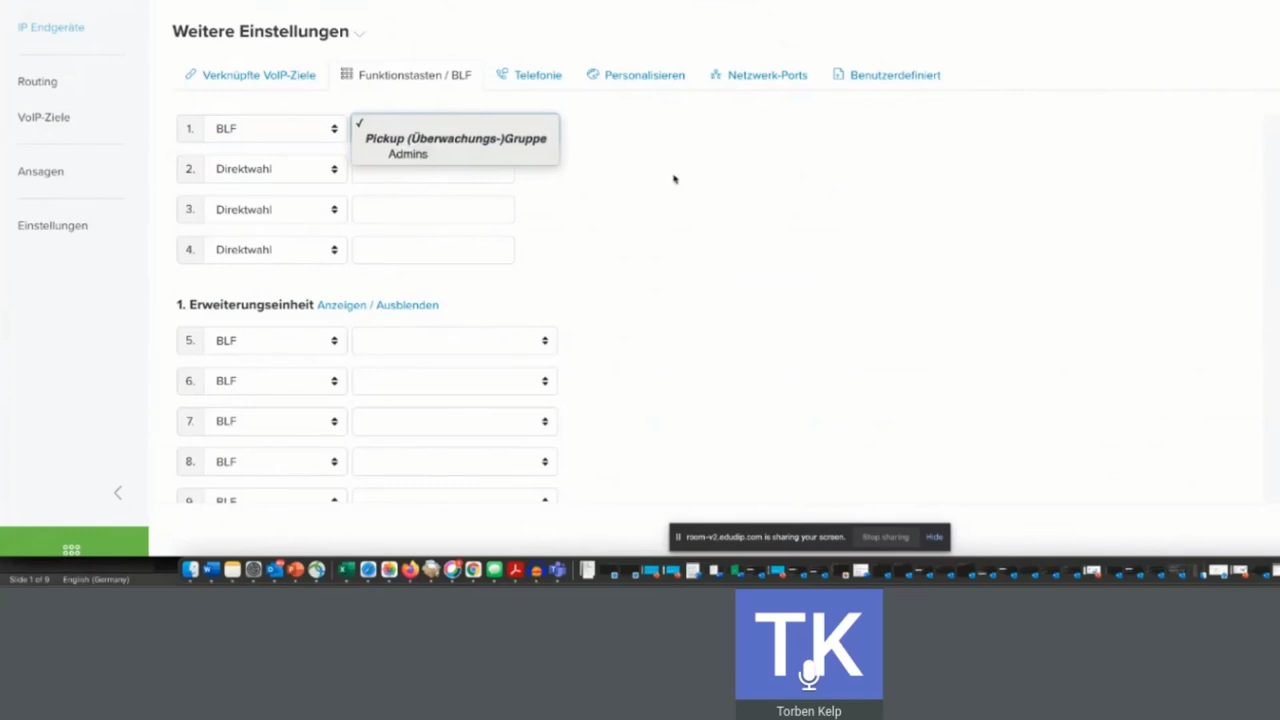 IP Endgeräte
Routing
VoIP-Ziele
Ansagen
Einstellungen
Weitere Einstellungen
Verknüpfte VoIP-Ziele
Funktionstasten / BLF
Telefonie
Personalisieren
Netzwerk-Ports
Benutzerdefiniert
1. BLF
✓
Pickup (Überwachungs-)Gruppe
Admins
2. Direktwahl
3. Direktwahl
4. Direktwahl
1. Erweiterungseinheit Anzeigen / Ausblenden
5. BLF
6. BLF
7. BLF
8. BLF
9. BLF
room-v2.edudip.com is sharing your screen. Stop sharing Hide
Slide 1 of 9 English (Germany)
TK
Torben Kelp